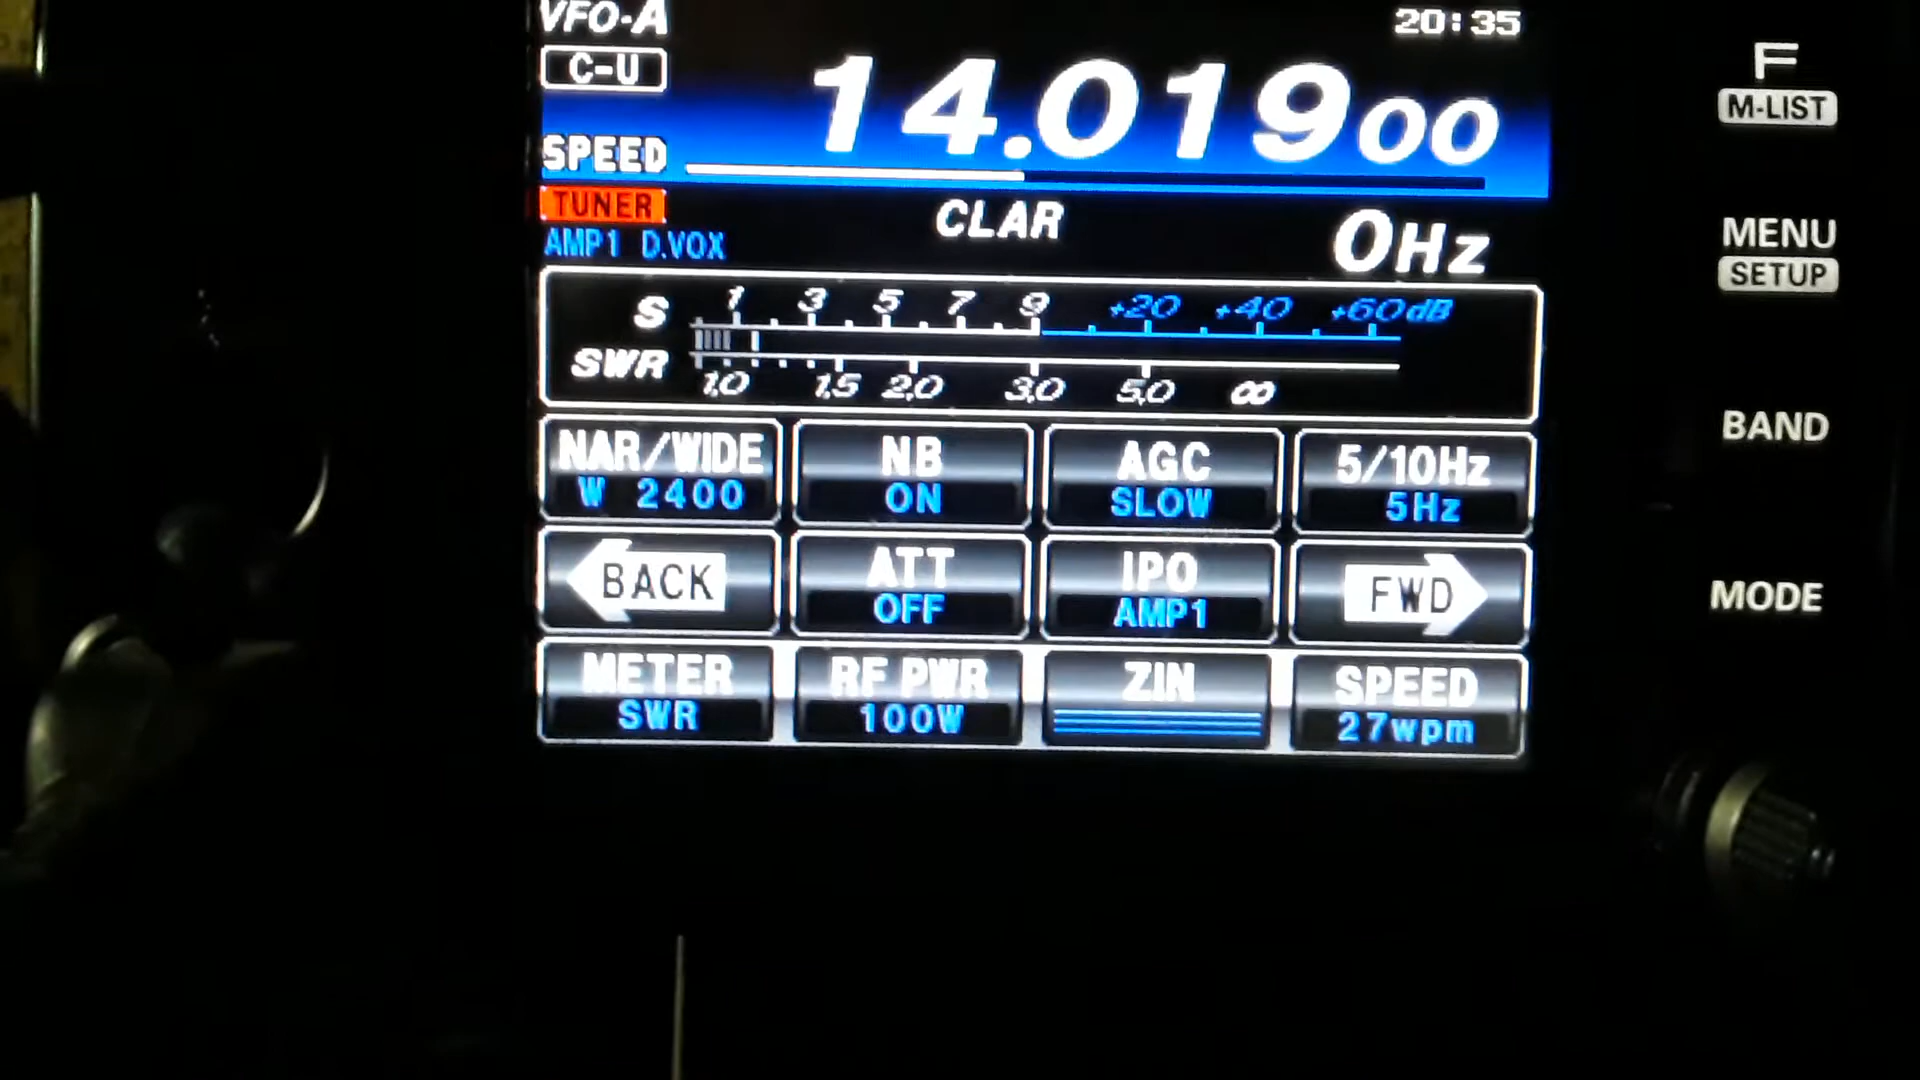 VFO-A
20:35
C-U
14.01900
SPEED
TUNER
AMP1 D.VOX
CLAR
0Hz
S 1 3 5 7 9 +20 +40 +60dB
SWR 1.0 1.5 2.0 3.0 5.0 ∞
NAR/WIDE NB AGC 5/10Hz
W 2400 ON SLOW 5Hz
BACK ATT IPO FWD
OFF AMP1
METER RF PWR ZIN SPEED
SWR 100W 27wpm
F
M-LIST
MENU
SETUP
BAND
MODE